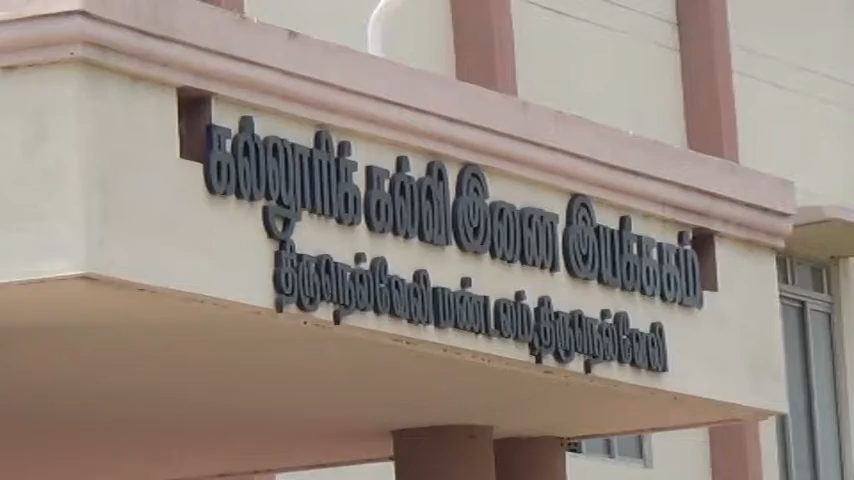 கல்லூரிக் கல்வி இணை இயக்ககம்
திருநெல்வேலி மண்டலம்,திருநெல்வேலி